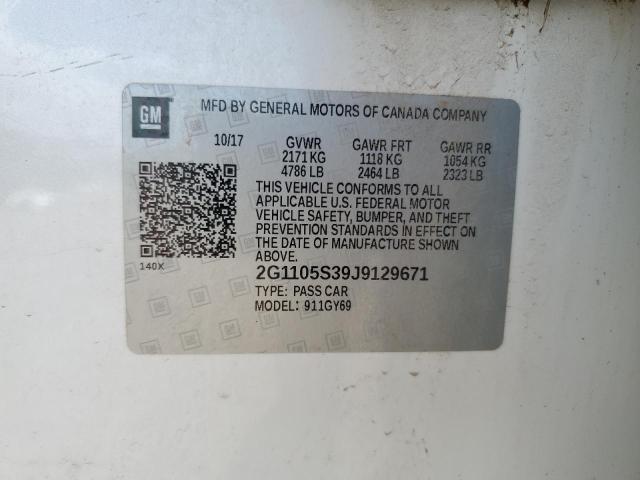 GM
MFD BY GENERAL MOTORS OF CANADA COMPANY
10/17 GVWR GAWR FRT GAWR RR
2171 KG 1118 KG 1054 KG
4786 LB 2464 LB 2323 LB
THIS VEHICLE CONFORMS TO ALL
APPLICABLE U.S. FEDERAL MOTOR
VEHICLE SAFETY, BUMPER, AND THEFT
PREVENTION STANDARDS IN EFFECT ON
THE DATE OF MANUFACTURE SHOWN
ABOVE.
140X
2G1105S39J9129671
TYPE: PASS CAR
MODEL: 911GY69